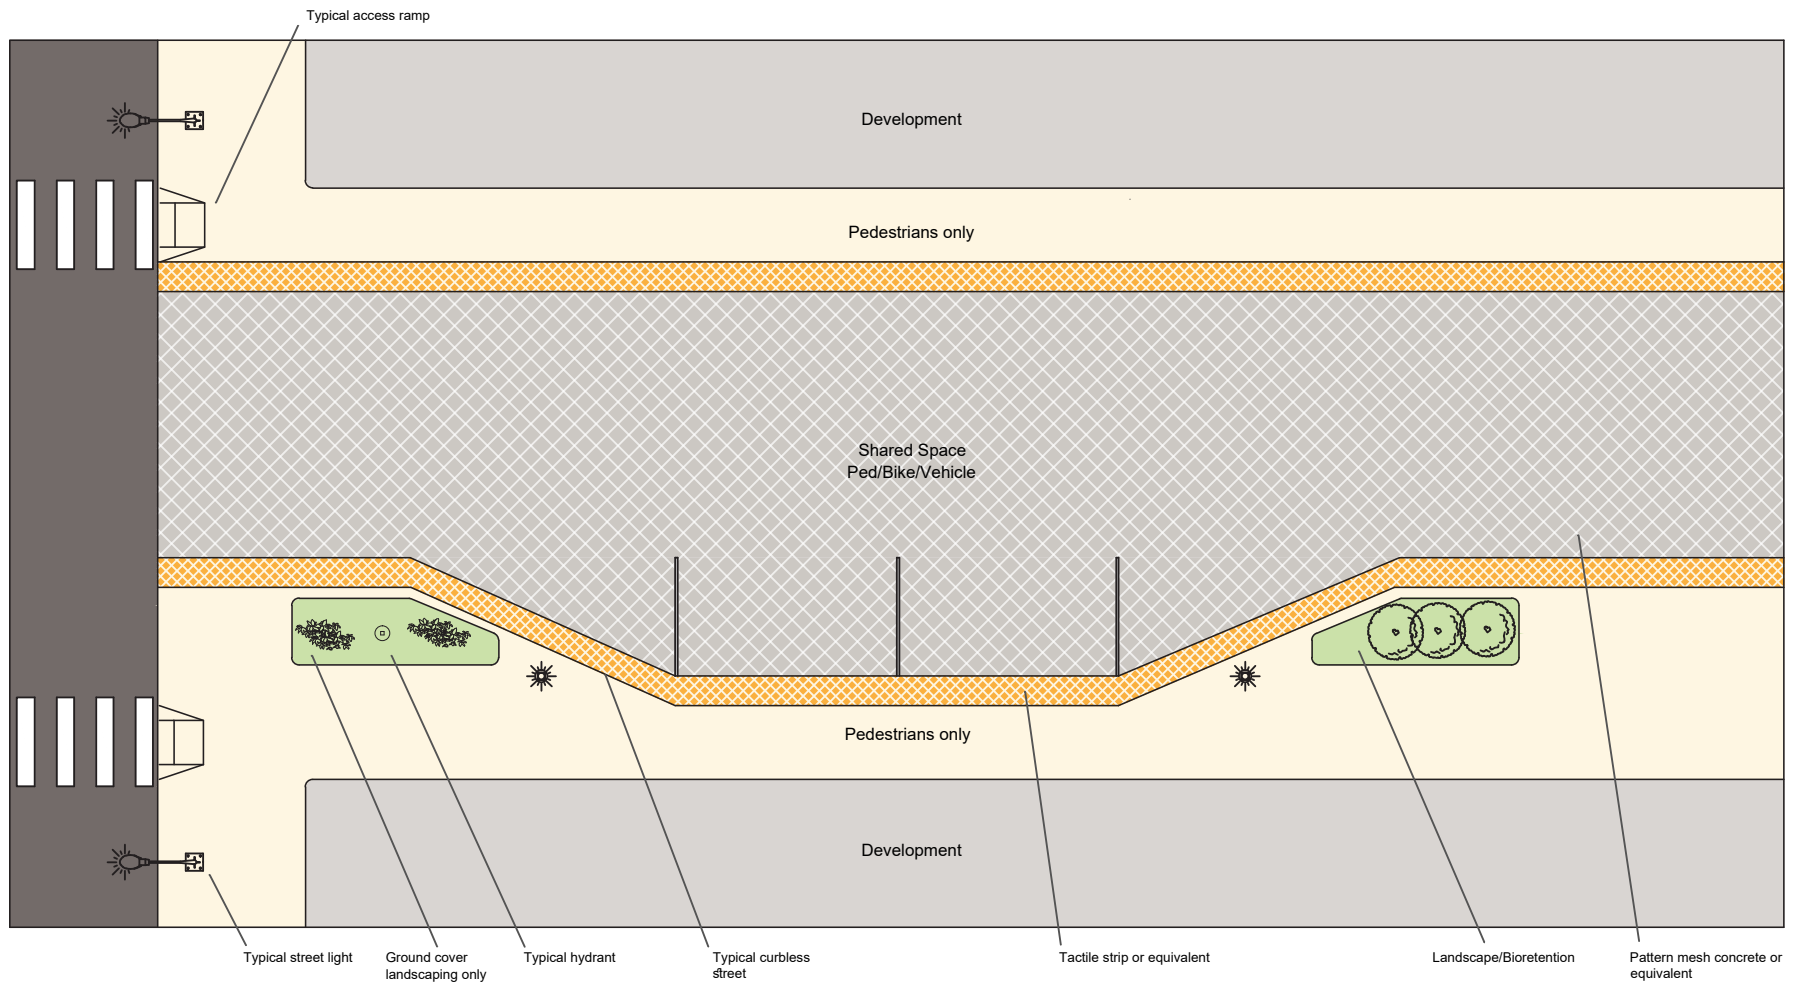 Typical access ramp
Development
Pedestrians only
Shared Space
Ped/Bike/Vehicle
Pedestrians only
Development
Typical street light
Ground cover
landscaping only
Typical hydrant
Typical curbless
street
Tactile strip or equivalent
Landscape/Bioretention
Pattern mesh concrete or
equivalent